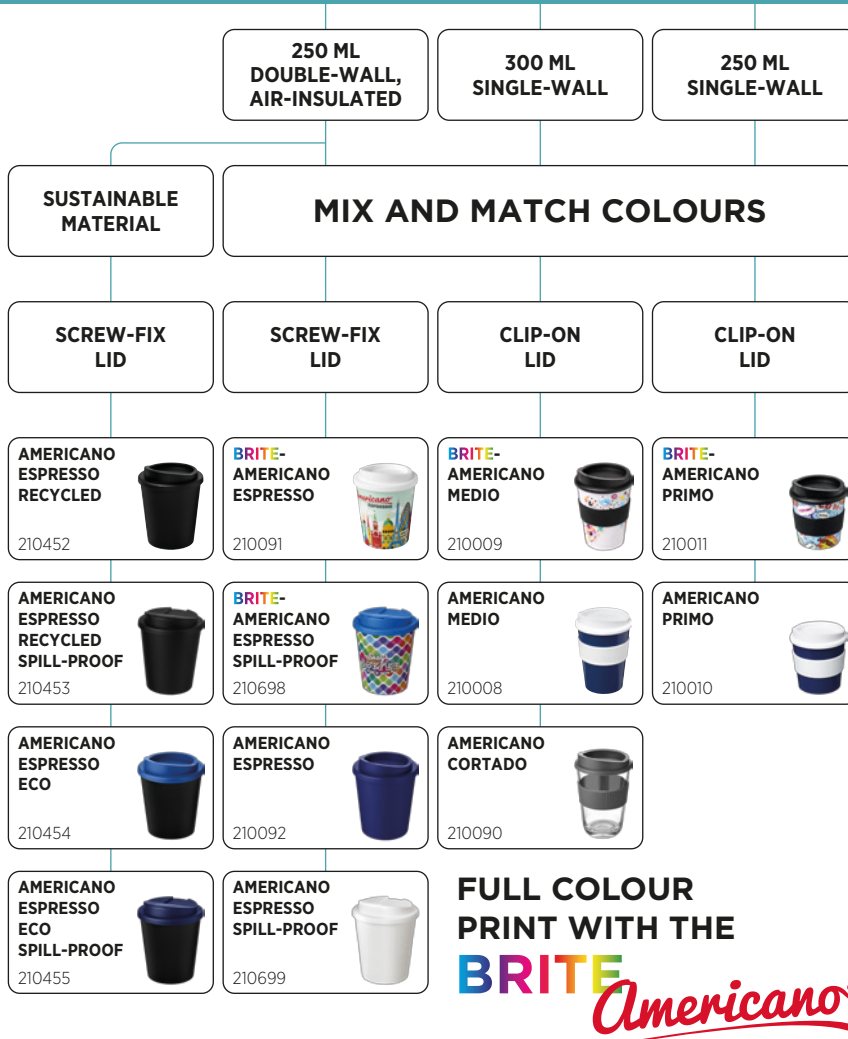 250 ML
DOUBLE-WALL,
AIR-INSULATED
300 ML
SINGLE-WALL
250 ML
SINGLE-WALL
SUSTAINABLE
MATERIAL
MIX AND MATCH COLOURS
SCREW-FIX
LID
SCREW-FIX
LID
CLIP-ON
LID
CLIP-ON
LID
AMERICANO
ESPRESSO
RECYCLED
210452
BRITE-
AMERICANO
ESPRESSO
210091
americano
BRITE-
AMERICANO
MEDIO
210009
BRITE-
AMERICANO
PRIMO
210011
AMERICANO
ESPRESSO
RECYCLED
SPILL-PROOF
210453
BRITE-
AMERICANO
ESPRESSO
SPILL-PROOF
210698
AMERICANO
MEDIO
210008
AMERICANO
PRIMO
210010
AMERICANO
ESPRESSO
ECO
210454
AMERICANO
ESPRESSO
210092
AMERICANO
CORTADO
210090
AMERICANO
ESPRESSO
ECO
SPILL-PROOF
210455
AMERICANO
ESPRESSO
SPILL-PROOF
210699
FULL COLOUR
PRINT WITH THE
BRITE
americano